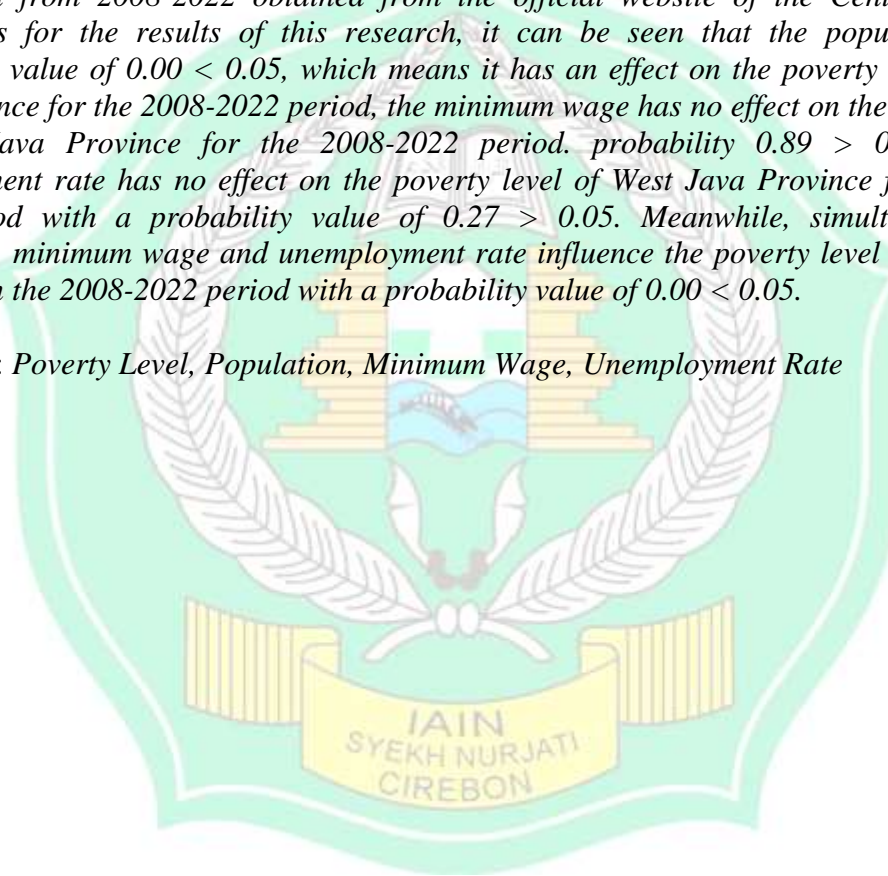 from 2008-2022 obtained from the official website of the Cent
s for the results of this research, it can be seen that the popu
value of 0.00 < 0.05, which means it has an effect on the poverty
nce for the 2008-2022 period, the minimum wage has no effect on the
ava Province for the 2008-2022 period. probability 0.89 > 0
ment rate has no effect on the poverty level of West Java Province f
od with a probability value of 0.27 > 0.05. Meanwhile, simult
minimum wage and unemployment rate influence the poverty level
n the 2008-2022 period with a probability value of 0.00 < 0.05.
: Poverty Level, Population, Minimum Wage, Unemployment Rate
IAIN
SYEKH NURJATI
CIREBON